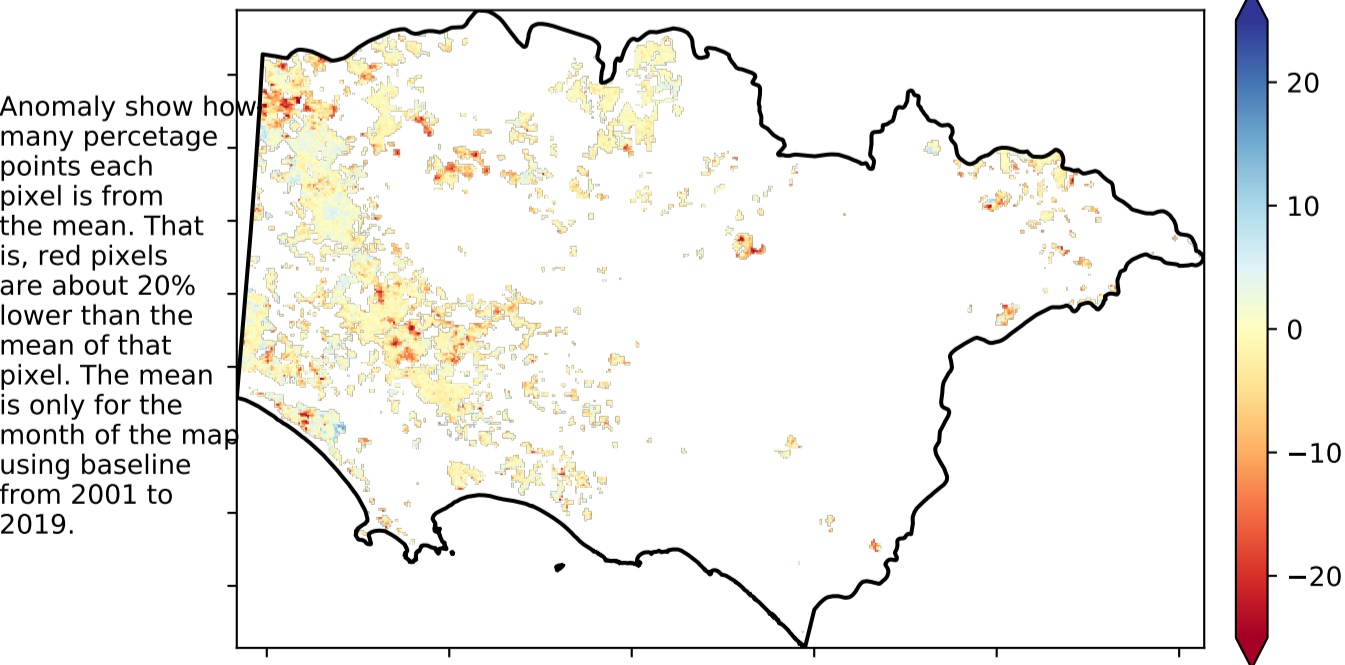 Anomaly show how
many percetage
points each
pixel is from
the mean. That
is, red pixels
are about 20%
lower than the
mean of that
pixel. The mean
is only for the
month of the map
using baseline
from 2001 to
2019.
20
10
0
−10
−20